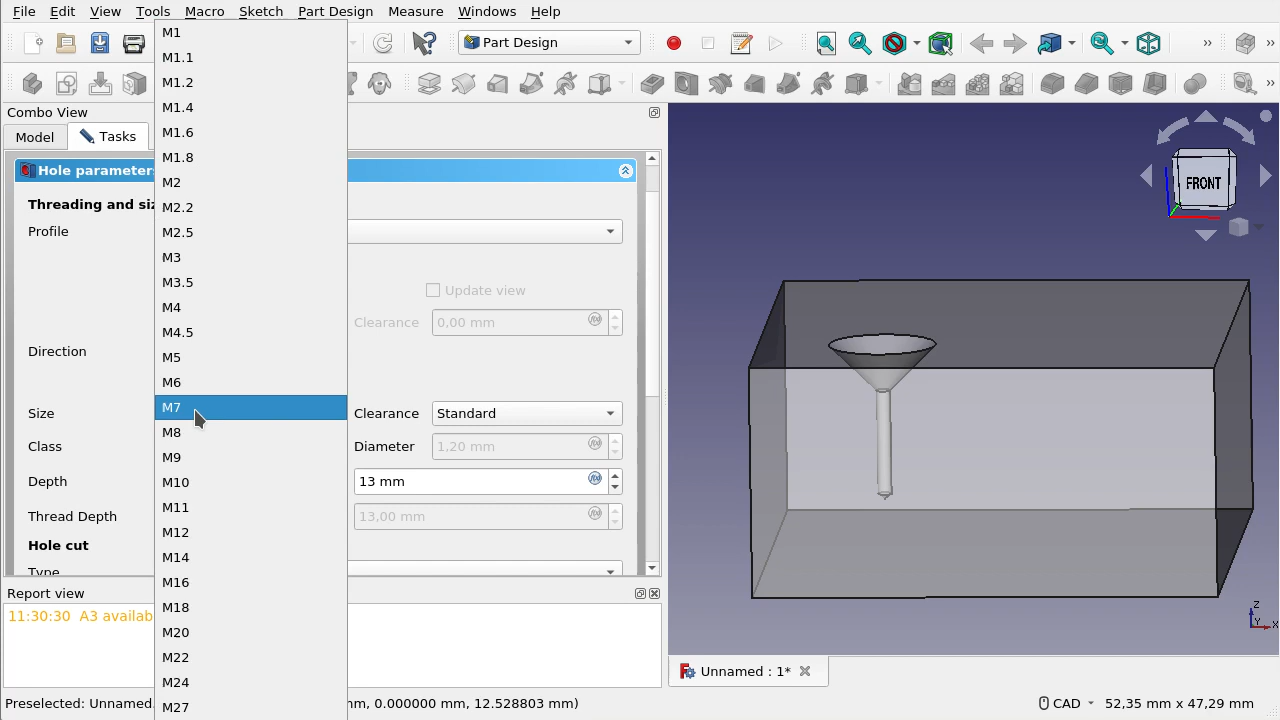 File Edit View Tools Macro Sketch Part Design Measure Windows Help
Part Design
Combo View
Model Tasks
Hole parameter
Threading and siz
Profile
Update view
Clearance 0,00 mm
Direction
Size Clearance Standard
Class Diameter 1,20 mm
Depth 13 mm
Thread Depth 13,00 mm
Hole cut
Type
M1
M1.1
M1.2
M1.4
M1.6
M1.8
M2
M2.2
M2.5
M3
M3.5
M4
M4.5
M5
M6
M7
M8
M9
M10
M11
M12
M14
M16
M18
M20
M22
M24
M27
Report view
11:30:30 A3 availab
FRONT
Z
Y
X
Unnamed : 1*
Preselected: Unnamed. nm, 0.000000 mm, 12.528803 mm)
CAD 52,35 mm x 47,29 mm